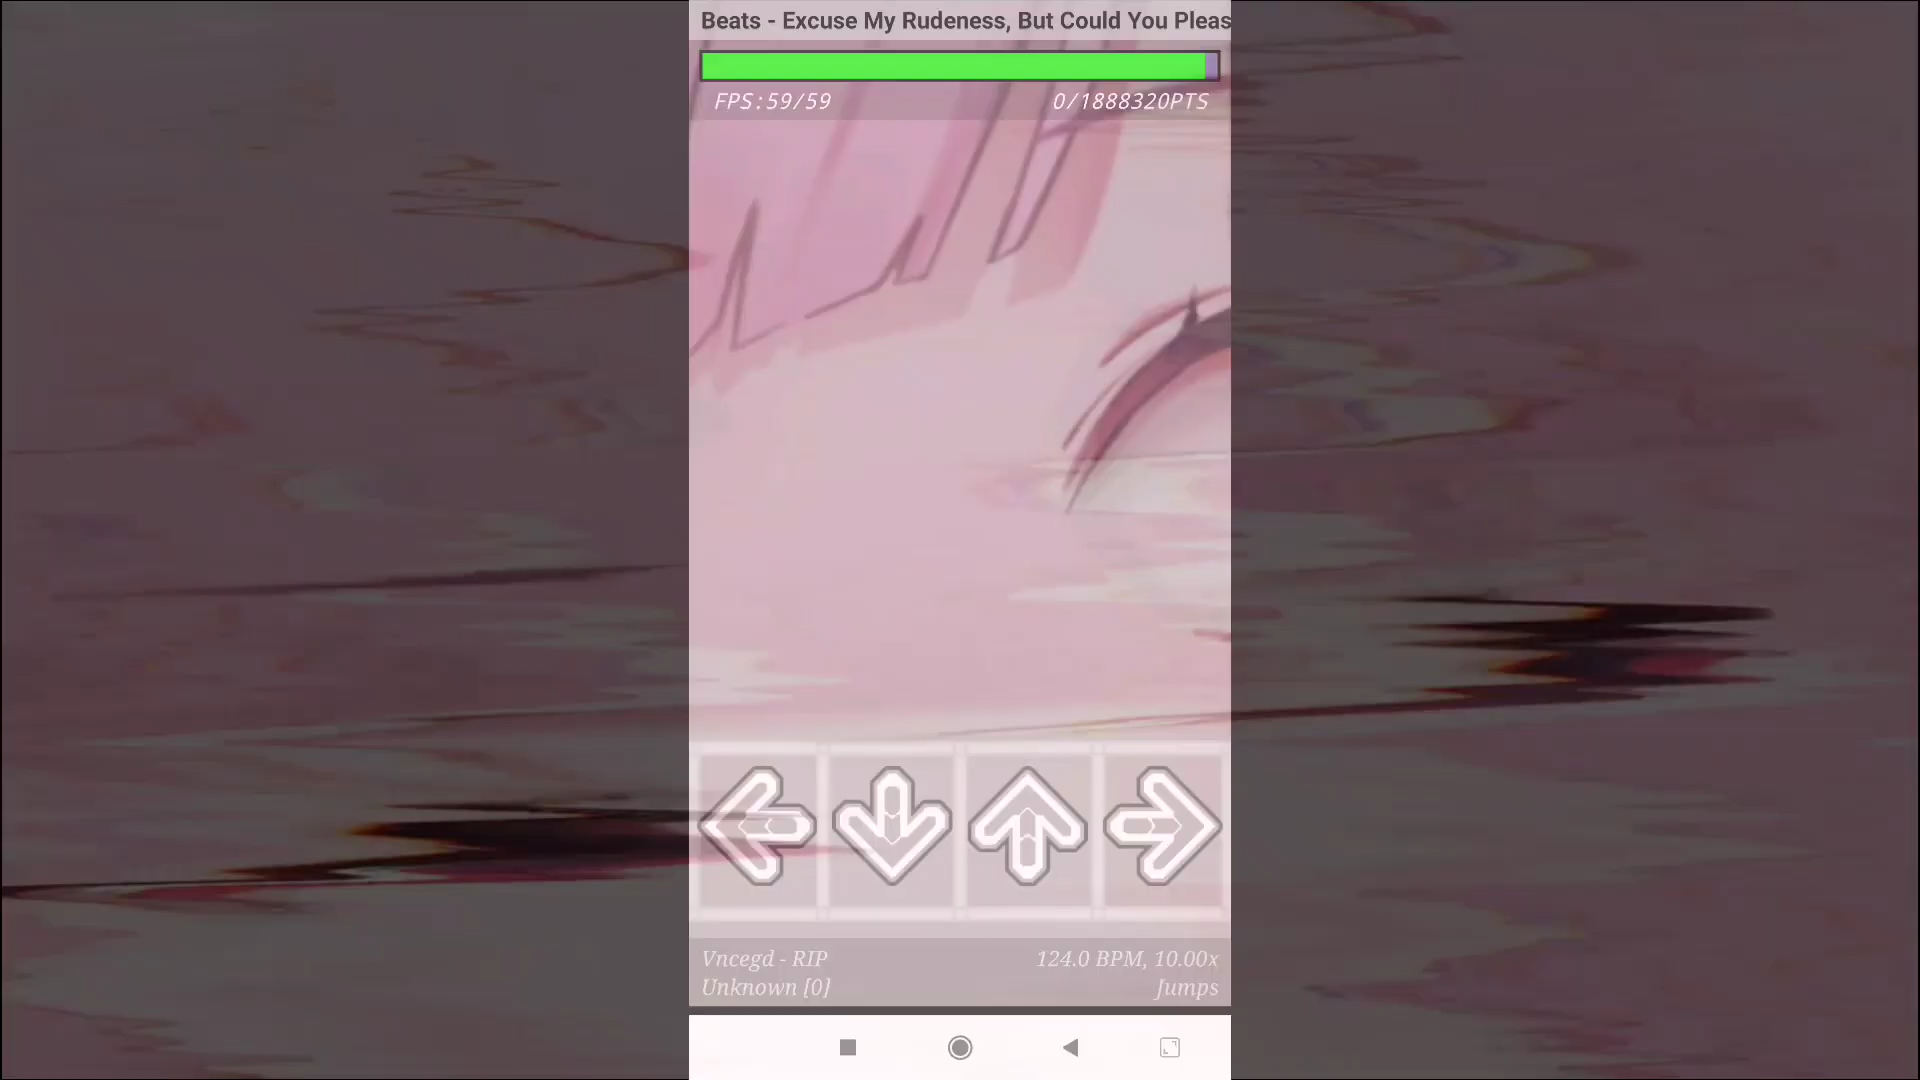 Beats - Excuse My Rudeness, But Could You Pleas
FPS:59/59
0/1888320PTS
Vncegd - RIP
124.0 BPM, 10.00x
Unknown [0]
Jumps